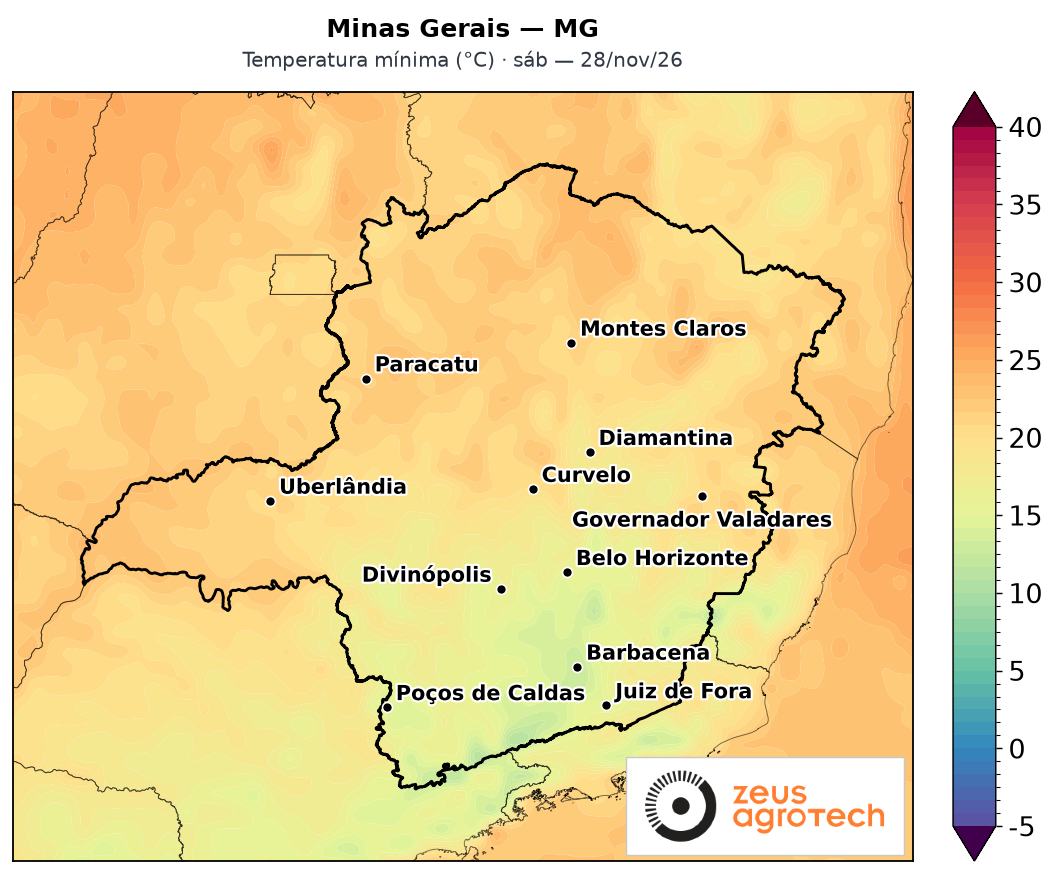 Minas Gerais — MG
Temperatura mínima (°C) · sáb — 28/nov/26
40
35
30
25
20
15
10
5
0
-5
Montes Claros
Paracatu
Diamantina
Curvelo
Uberlândia
Governador Valadares
Belo Horizonte
Divinópolis
Barbacena
Poços de Caldas
Juiz de Fora
zeus
agrotech